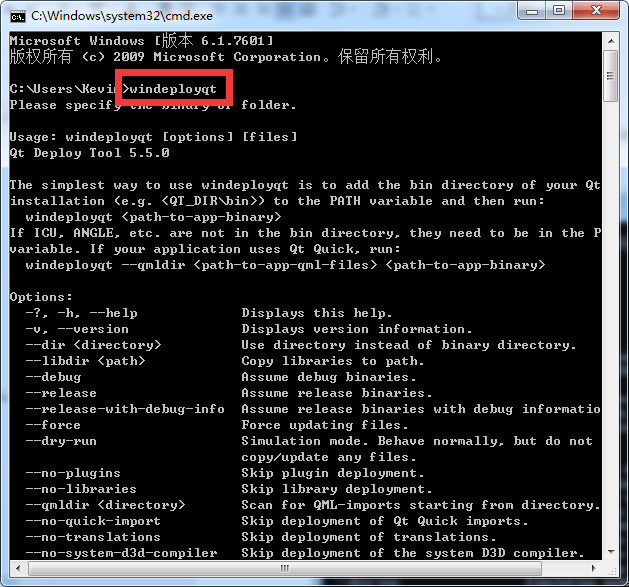 C:\Windows\system32\cmd.exe
Microsoft Windows [版本 6.1.7601]
版权所有 (c) 2009 Microsoft Corporation。保留所有权利。
C:\Users\Kevin>windeployqt
Please specify the binary or folder.
Usage: windeployqt [options] [files]
Qt Deploy Tool 5.5.0
The simplest way to use windeployqt is to add the bin directory of your Qt
installation (e.g. <QT_DIR\bin>) to the PATH variable and then run:
windeployqt <path-to-app-binary>
If ICU, ANGLE, etc. are not in the bin directory, they need to be in the P
variable. If your application uses Qt Quick, run:
windeployqt --qmldir <path-to-app-qml-files> <path-to-app-binary>
Options:
-?, -h, --help Displays this help.
-v, --version Displays version information.
--dir <directory> Use directory instead of binary directory.
--libdir <path> Copy libraries to path.
--debug Assume debug binaries.
--release Assume release binaries.
--release-with-debug-info Assume release binaries with debug informatio
--force Force updating files.
--dry-run Simulation mode. Behave normally, but do not
copy/update any files.
--no-plugins Skip plugin deployment.
--no-libraries Skip library deployment.
--qmldir <directory> Scan for QML-imports starting from directory.
--no-quick-import Skip deployment of Qt Quick imports.
--no-translations Skip deployment of translations.
--no-system-d3d-compiler Skip deployment of the system D3D compiler.